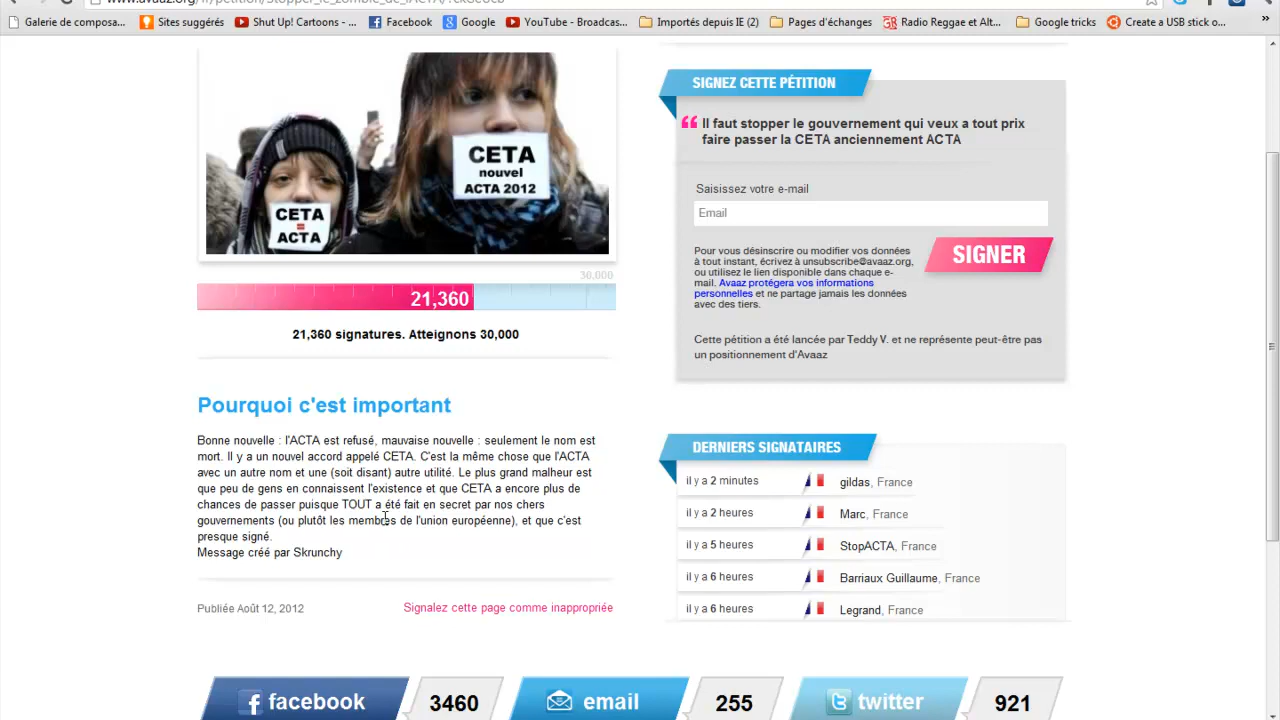 Galerie de composa...
Sites suggérés
Shut Up! Cartoons - ...
Facebook
Google
YouTube - Broadcas...
Importés depuis IE (2)
Pages d'échanges
Radio Reggae et Alt...
Google tricks
Create a USB stick o...
»
CETA
nouvel
ACTA 2012
CETA
=
ACTA
30,000
21,360
21,360 signatures. Atteignons 30,000
Pourquoi c'est important
Bonne nouvelle : l'ACTA est refusé, mauvaise nouvelle : seulement le nom est
mort. Il y a un nouvel accord appelé CETA. C'est la même chose que l'ACTA
avec un autre nom et une (soit disant) autre utilité. Le plus grand malheur est
que peu de gens en connaissent l'existence et que CETA a encore plus de
chances de passer puisque TOUT a été fait en secret par nos chers
gouvernements (ou plutôt les membres de l'union européenne), et que c'est
presque signé.
Message créé par Skrunchy
Publiée Août 12, 2012
Signalez cette page comme inappropriée
SIGNEZ CETTE PÉTITION
Il faut stopper le gouvernement qui veux a tout prix
faire passer la CETA anciennement ACTA
Saisissez votre e-mail
Email
Pour vous désinscrire ou modifier vos données
à tout instant, écrivez à unsubscribe@avaaz.org,
ou utilisez le lien disponible dans chaque e-
mail. Avaaz protégera vos informations
personnelles et ne partage jamais les données
avec des tiers.
SIGNER
Cette pétition a été lancée par Teddy V. et ne représente peut-être pas
un positionnement d'Avaaz
DERNIERS SIGNATAIRES
il y a 2 minutes gildas, France
il y a 2 heures Marc, France
il y a 5 heures StopACTA, France
il y a 6 heures Barriaux Guillaume, France
il y a 6 heures Legrand, France
facebook 3460
email 255
twitter 921